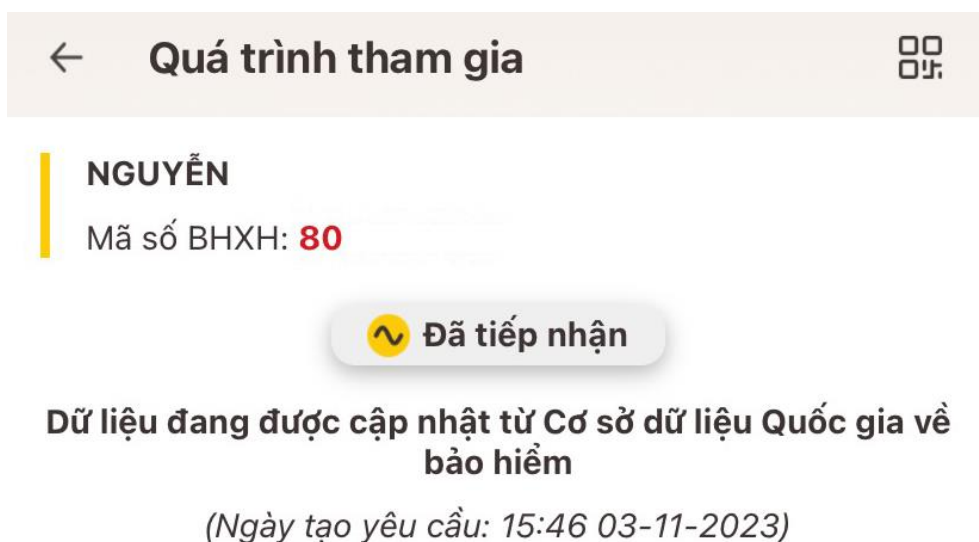 Quá trình tham gia
NGUYỄN
Mã số BHXH: 80
Đã tiếp nhận
Dữ liệu đang được cập nhật từ Cơ sở dữ liệu Quốc gia về
bảo hiểm
(Ngày tạo yêu cầu: 15:46 03-11-2023)